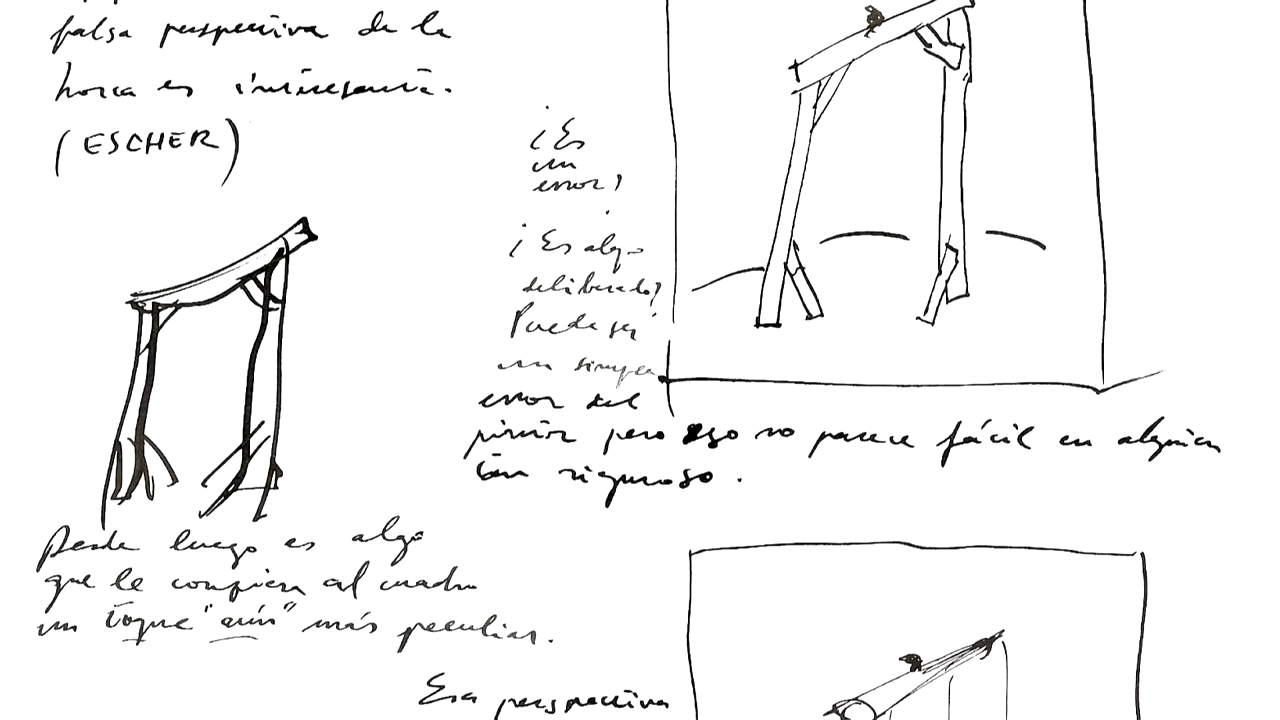 falsa perspectiva de la
horca es interesante.
(ESCHER)
¿Es
un
error?
¿Es algo
deliberado?
Puede ser
un simple
error del
pintor pero eso no parece fácil en alguien
tan riguroso.
Desde luego es algo
que le confiere al cuadro
un toque "aún" más peculiar.
Esa perspectiva